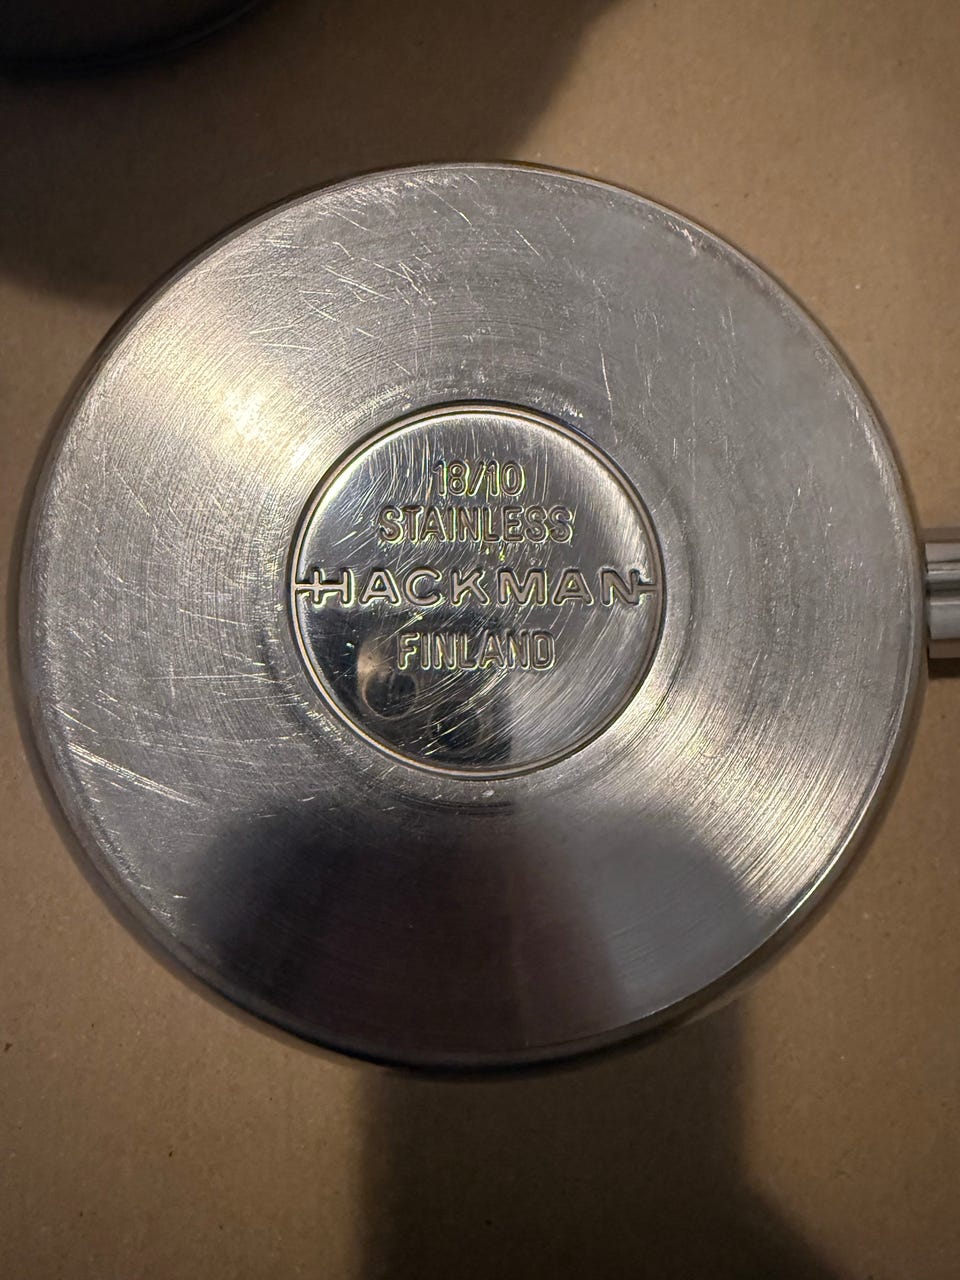 18/10
STAINLESS
HACKMAN
FINLAND